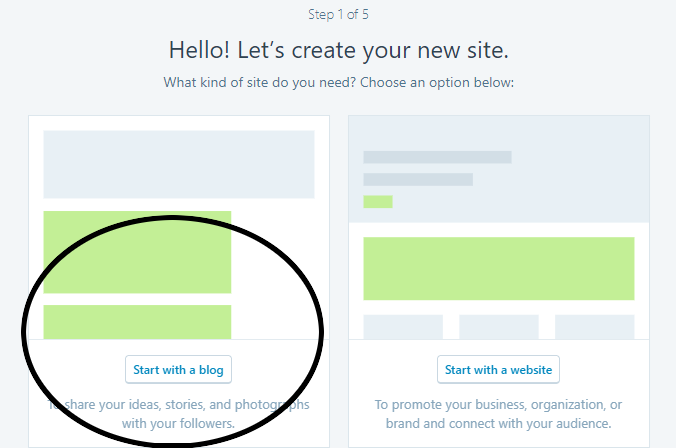 Step 1 of 5
Hello! Let’s create your new site.
What kind of site do you need? Choose an option below:
Start with a blog
To share your ideas, stories, and photographs
with your followers.
Start with a website
To promote your business, organization, or
brand and connect with your audience.